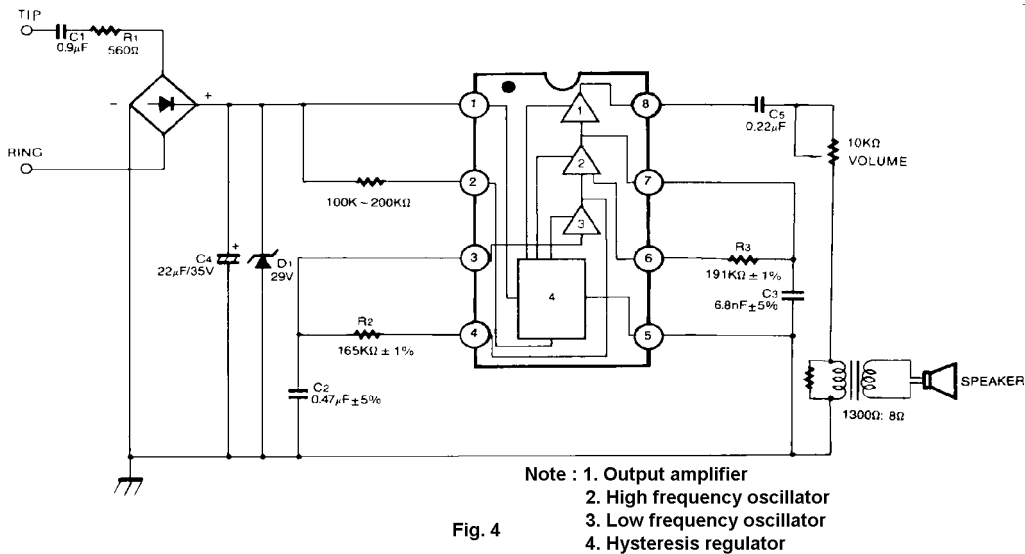 TIP
C1
0.9µF
R1
560Ω
-
+
RING
100K ~ 200KΩ
C4
+
22µF/35V
D1
29V
R2
165KΩ ± 1%
C2
0.47µF ± 5%
1
2
3
4
8
7
6
5
1
2
3
4
C5
0.22µF
10KΩ
VOLUME
R3
191KΩ ± 1%
C3
6.8nF ± 5%
1300Ω: 8Ω
SPEAKER
Note : 1. Output amplifier
2. High frequency oscillator
3. Low frequency oscillator
4. Hysteresis regulator
Fig. 4